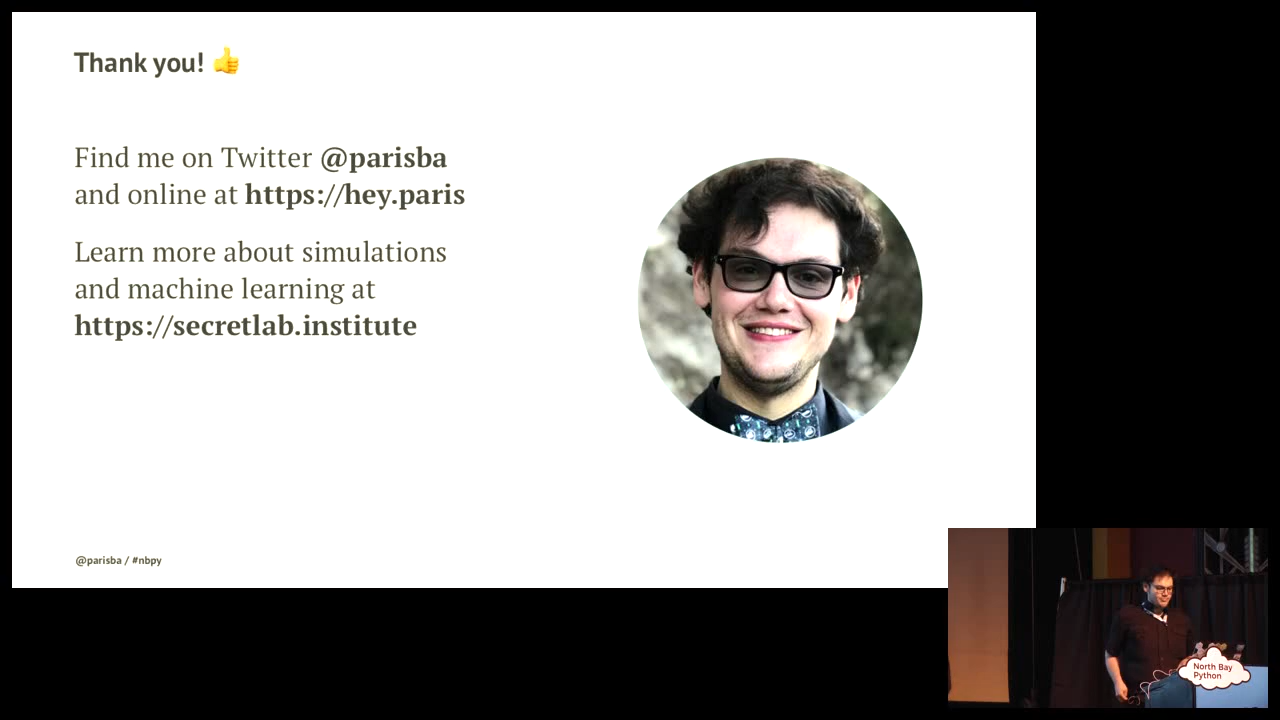 Thank you! 👍
Find me on Twitter @parisba
and online at https://hey.paris
Learn more about simulations
and machine learning at
https://secretlab.institute
@parisba / #nbpy
North Bay
Python